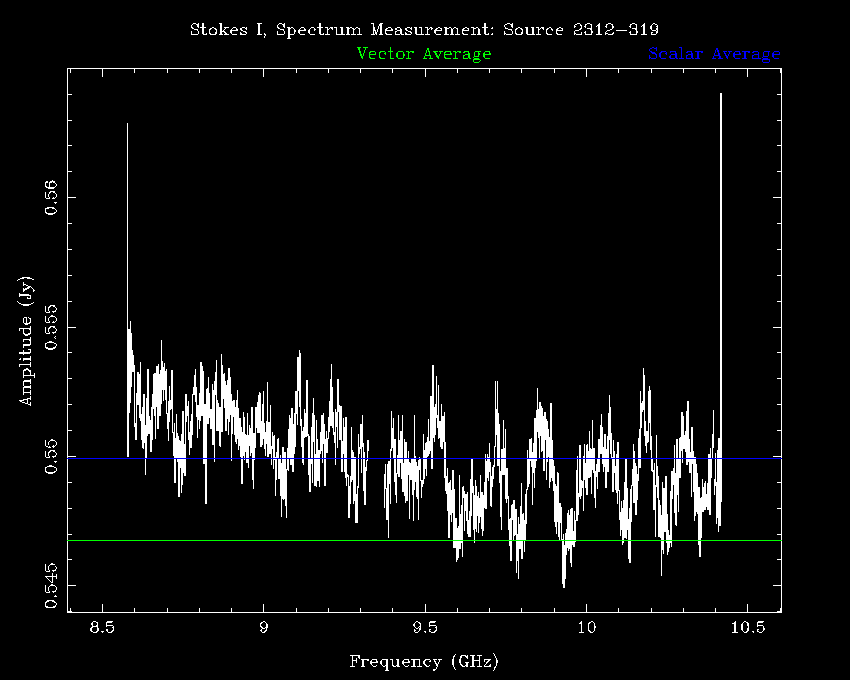 Stokes I, Spectrum Measurement: Source 2312-319
Vector Average
Scalar Average
0.56
0.555
0.55
0.545
Amplitude (Jy)
8.5
9
9.5
10
10.5
Frequency (GHz)